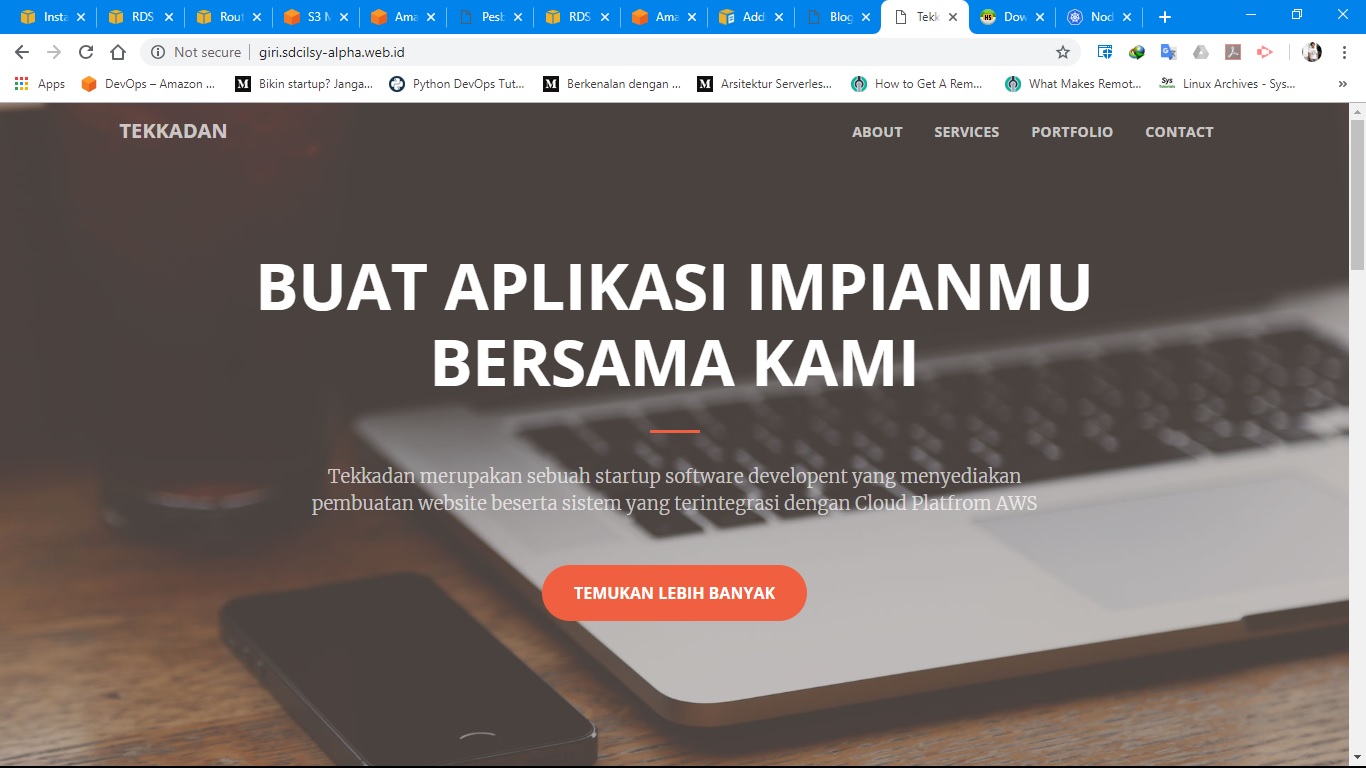 Insta
RDS
Rout
S3 M
Ama
Pesb
RDS
Ama
Add
Blog
Tekk
Dow
Nod
Not secure
giri.sdcilsy-alpha.web.id
Apps
DevOps – Amazon ...
Bikin startup? Janga...
Python DevOps Tut...
Berkenalan dengan ...
Arsitektur Serverles...
How to Get A Rem...
What Makes Remot...
Linux Archives - Sys...
TEKKADAN
ABOUT
SERVICES
PORTFOLIO
CONTACT
BUAT APLIKASI IMPIANMU
BERSAMA KAMI
Tekkadan merupakan sebuah startup software developent yang menyediakan
pembuatan website beserta sistem yang terintegrasi dengan Cloud Platfrom AWS
TEMUKAN LEBIH BANYAK